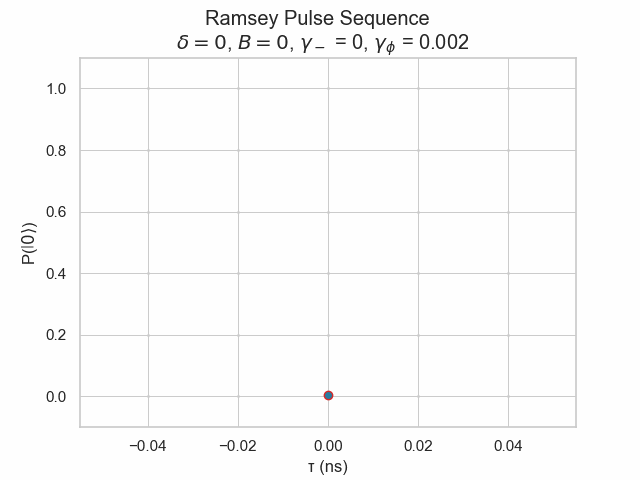 Ramsey Pulse Sequence
δ = 0, B = 0, γ₋ = 0, γ_ϕ = 0.002
1.0
0.8
0.6
0.4
0.2
0.0
P(|0⟩)
−0.04 −0.02 0.00 0.02 0.04
τ (ns)